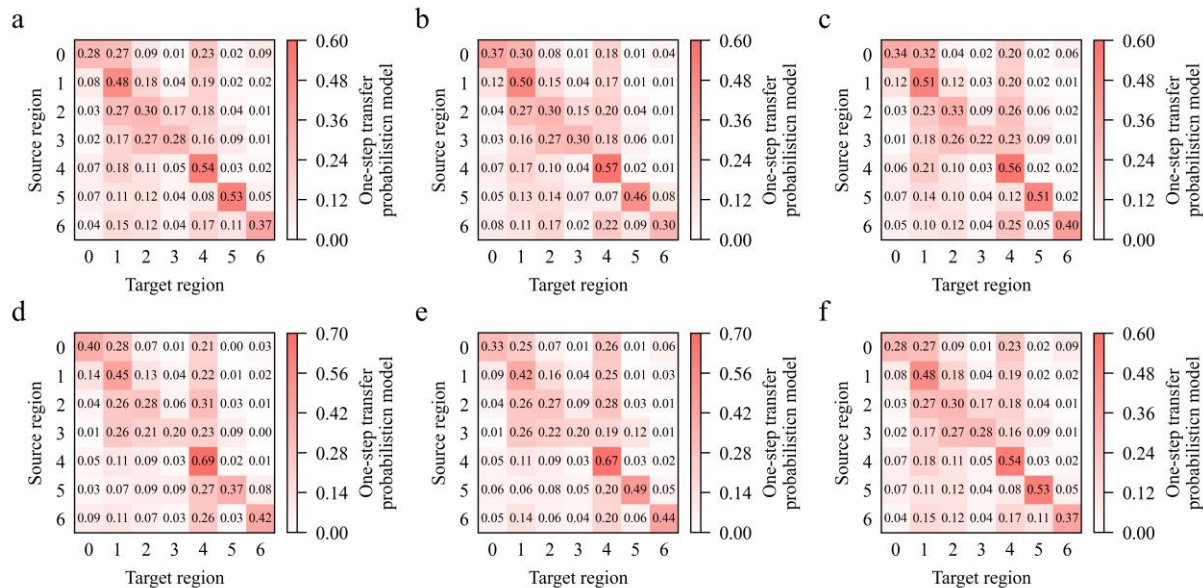 a
0 0.28 0.27 0.09 0.01 0.23 0.02 0.09
1 0.08 0.48 0.18 0.04 0.19 0.02 0.02
2 0.03 0.27 0.30 0.17 0.18 0.04 0.01
3 0.02 0.17 0.27 0.28 0.16 0.09 0.01
4 0.07 0.18 0.11 0.05 0.54 0.03 0.02
5 0.07 0.11 0.12 0.04 0.08 0.53 0.05
6 0.04 0.15 0.12 0.04 0.17 0.11 0.37
0 1 2 3 4 5 6
Source region
Target region
0.60
0.48
0.36
0.24
0.12
0.00
One-step transfer
probabilistion model
b
0 0.37 0.30 0.08 0.01 0.18 0.01 0.04
1 0.12 0.50 0.15 0.04 0.17 0.01 0.01
2 0.04 0.27 0.30 0.15 0.20 0.04 0.01
3 0.03 0.16 0.27 0.30 0.18 0.06 0.01
4 0.07 0.17 0.10 0.04 0.57 0.02 0.02
5 0.05 0.13 0.14 0.07 0.07 0.46 0.08
6 0.08 0.11 0.17 0.02 0.22 0.09 0.30
0 1 2 3 4 5 6
Source region
Target region
0.60
0.48
0.36
0.24
0.12
0.00
One-step transfer
probabilistion model
c
0 0.34 0.32 0.04 0.02 0.20 0.02 0.06
1 0.12 0.51 0.12 0.03 0.20 0.02 0.01
2 0.03 0.23 0.33 0.09 0.26 0.06 0.02
3 0.01 0.18 0.26 0.22 0.23 0.09 0.01
4 0.06 0.21 0.10 0.03 0.56 0.02 0.02
5 0.07 0.14 0.10 0.04 0.12 0.51 0.02
6 0.05 0.10 0.12 0.04 0.25 0.05 0.40
0 1 2 3 4 5 6
Source region
Target region
0.60
0.48
0.36
0.24
0.12
0.00
One-step transfer
probabilistion model
d
0 0.40 0.28 0.07 0.01 0.21 0.00 0.03
1 0.14 0.45 0.13 0.04 0.22 0.01 0.02
2 0.04 0.26 0.28 0.06 0.31 0.03 0.01
3 0.01 0.26 0.21 0.20 0.23 0.09 0.00
4 0.05 0.11 0.09 0.03 0.69 0.02 0.01
5 0.03 0.07 0.09 0.09 0.27 0.37 0.08
6 0.09 0.11 0.07 0.03 0.26 0.03 0.42
0 1 2 3 4 5 6
Source region
Target region
0.70
0.56
0.42
0.28
0.14
0.00
One-step transfer
probabilistion model
e
0 0.33 0.25 0.07 0.01 0.26 0.01 0.06
1 0.09 0.42 0.16 0.04 0.25 0.01 0.03
2 0.04 0.26 0.27 0.09 0.28 0.03 0.01
3 0.01 0.26 0.22 0.20 0.19 0.12 0.01
4 0.05 0.11 0.09 0.04 0.67 0.03 0.02
5 0.06 0.06 0.08 0.05 0.20 0.49 0.05
6 0.05 0.14 0.06 0.04 0.20 0.06 0.44
0 1 2 3 4 5 6
Source region
Target region
0.70
0.56
0.42
0.28
0.14
0.00
One-step transfer
probabilistion model
f
0 0.28 0.27 0.09 0.01 0.23 0.02 0.09
1 0.08 0.48 0.18 0.04 0.19 0.02 0.02
2 0.03 0.27 0.30 0.17 0.18 0.04 0.01
3 0.02 0.17 0.27 0.28 0.16 0.09 0.01
4 0.07 0.18 0.11 0.05 0.54 0.03 0.02
5 0.07 0.11 0.12 0.04 0.08 0.53 0.05
6 0.04 0.15 0.12 0.04 0.17 0.11 0.37
0 1 2 3 4 5 6
Source region
Target region
0.60
0.48
0.36
0.24
0.12
0.00
One-step transfer
probabilistion model